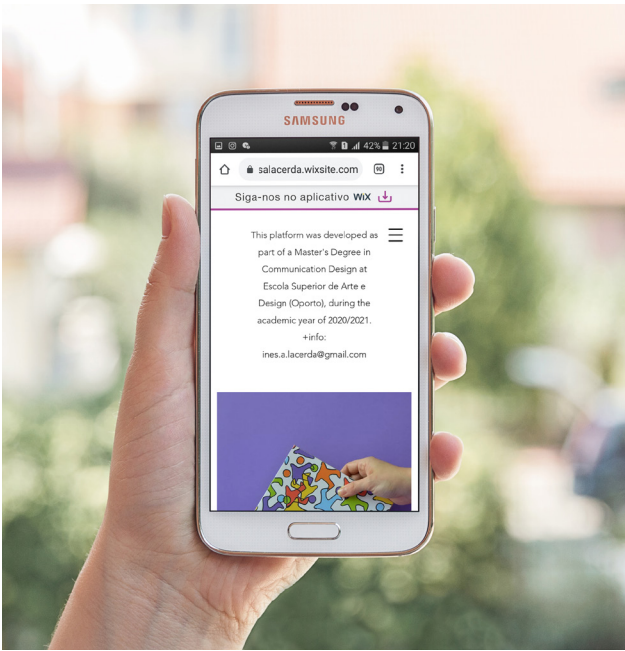 SAMSUNG
42% 21:20
salacerda.wixsite.com
Siga-nos no aplicativo WiX
This platform was developed as
part of a Master's Degree in
Communication Design at
Escola Superior de Arte e
Design (Oporto), during the
academic year of 2020/2021.
+info:
ines.a.lacerda@gmail.com